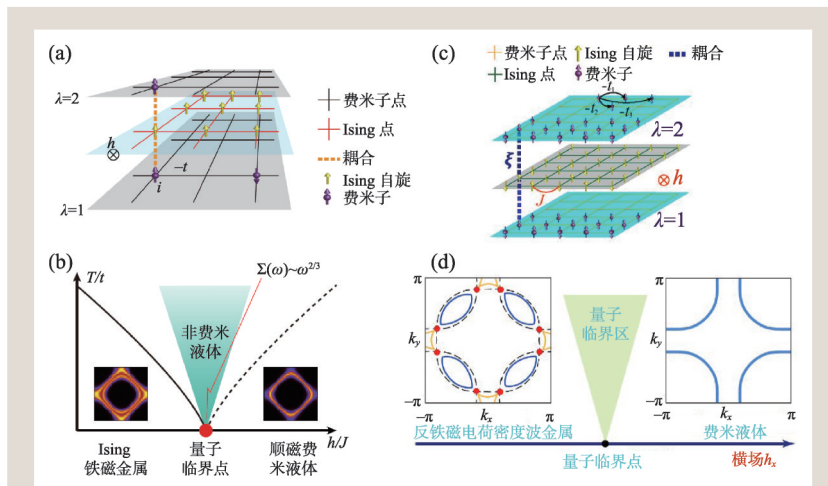 (a)
λ=2
h
⊗
λ=1
-t
i
费米子点
Ising 点
耦合
Ising 自旋
费米子
(b)
T/t
Σ(ω)~ω^{2/3}
非费米
液体
h/J
Ising
铁磁金属
量子
临界点
顺磁费
米液体
(c)
费米子点 Ising 自旋 耦合
Ising 点 费米子
-t₁
-t₂
-t₃
λ=2
ξ
⊗ h
J
λ=1
(d)
π
k_y
-π
-π k_x π
反铁磁电荷密度波金属
量子
临界区
量子临界点
π
k_y
-π
-π k_x π
费米液体
横场h_x